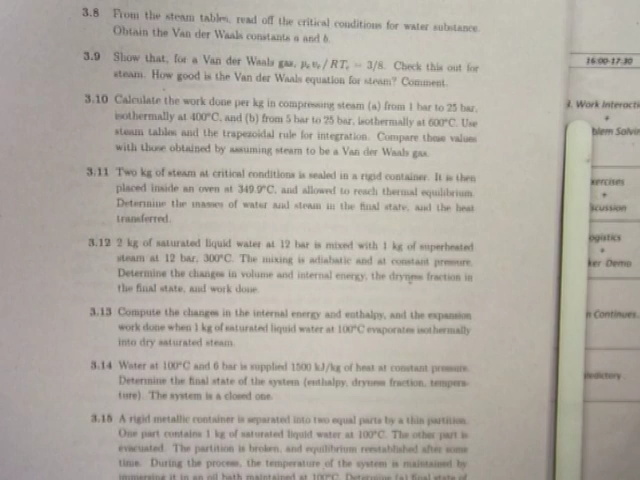 3.8 From the steam tables, read off the critical conditions for water substance.
Obtain the Van der Waals constants a and b.
3.9 Show that, for a Van der Waals gas, p_c v_c / RT_c = 3/8. Check this out for
steam. How good is the Van der Waals equation for steam? Comment.
3.10 Calculate the work done per kg in compressing steam (a) from 1 bar to 25 bar,
isothermally at 400°C, and (b) from 5 bar to 25 bar, isothermally at 600°C. Use
steam tables and the trapezoidal rule for integration. Compare these values
with those obtained by assuming steam to be a Van der Waals gas.
3.11 Two kg of steam at critical conditions is sealed in a rigid container. It is then
placed inside an oven at 349.9°C, and allowed to reach thermal equilibrium.
Determine the masses of water and steam in the final state, and the heat
transferred.
3.12 2 kg of saturated liquid water at 12 bar is mixed with 1 kg of superheated
steam at 12 bar, 300°C. The mixing is adiabatic and at constant pressure.
Determine the changes in volume and internal energy, the dryness fraction in
the final state, and work done.
3.13 Compute the changes in the internal energy and enthalpy, and the expansion
work done when 1 kg of saturated liquid water at 100°C evaporates isothermally
into dry saturated steam.
3.14 Water at 100°C and 6 bar is supplied 1500 kJ/kg of heat at constant pressure.
Determine the final state of the system (enthalpy, dryness fraction, tempera-
ture). The system is a closed one.
3.15 A rigid metallic container is separated into two equal parts by a thin partition.
One part contains 1 kg of saturated liquid water at 100°C. The other part is
evacuated. The partition is broken, and equilibrium reestablished after some
time. During the process, the temperature of the system is maintained by
immersing it in an oil bath maintained at 100°C. Determine (a) final state of
16:00-17:30
Work Interacti
+
blem Solvin
xercises
+
scussion
ogistics
+
ker Demo
n Continues
ledictory